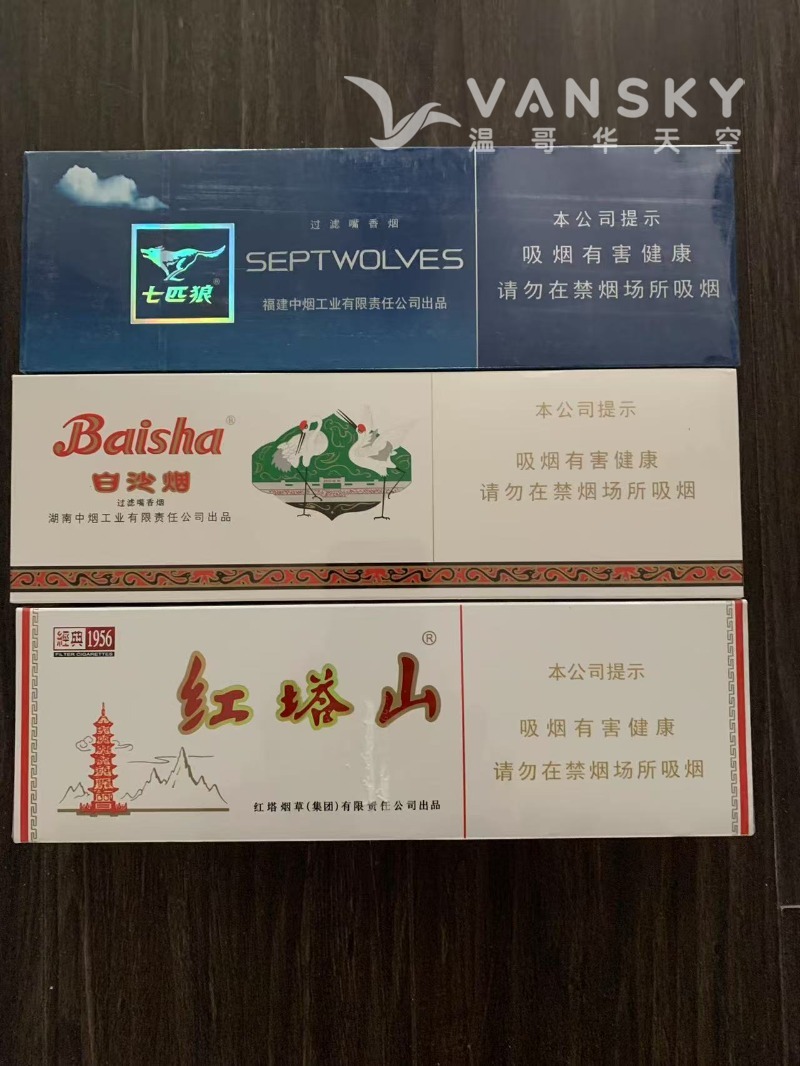 VANSKY
温哥华天空
过滤嘴香烟
SEPTWOLVES
七匹狼®
福建中烟工业有限责任公司出品
本公司提示
吸烟有害健康
请勿在禁烟场所吸烟
Baisha®
白沙烟
过滤嘴香烟
湖南中烟工业有限责任公司出品
本公司提示
吸烟有害健康
请勿在禁烟场所吸烟
經典 1956
FILTER CIGARETTES
红塔山®
红塔烟草(集团)有限责任公司出品
本公司提示
吸烟有害健康
请勿在禁烟场所吸烟